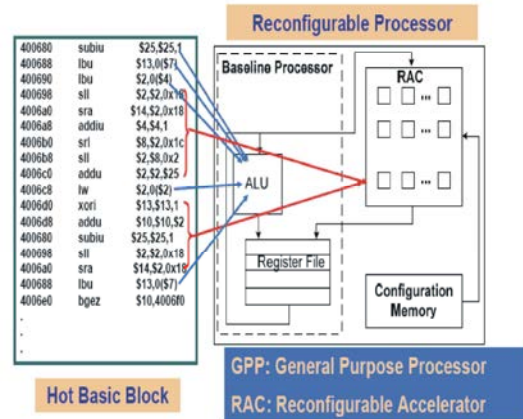 Reconfigurable Processor
400680 subiu $25,$25,1
400688 lbu $13,0($7)
400690 lbu $2,0($4)
400698 sll $2,$2,0x18
4006a0 sra $14,$2,0x18
4006a8 addiu $4,$4,1
4006b0 srl $8,$2,0x1c
4006b8 sll $2,$8,0x2
4006c0 addu $2,$2,$25
4006c8 lw $2,0($2)
4006d0 xori $13,$13,1
4006d8 addu $10,$10,$2
400680 subiu $25,$25,1
400698 sll $2,$2,0x18
4006a0 sra $14,$2,0x18
400688 lbu $13,0($7)
4006e0 bgez $10,4006f0
.
.
.
Hot Basic Block
Baseline Processor
ALU
Register File
RAC
...
...
...
Configuration
Memory
GPP: General Purpose Processor
RAC: Reconfigurable Accelerator